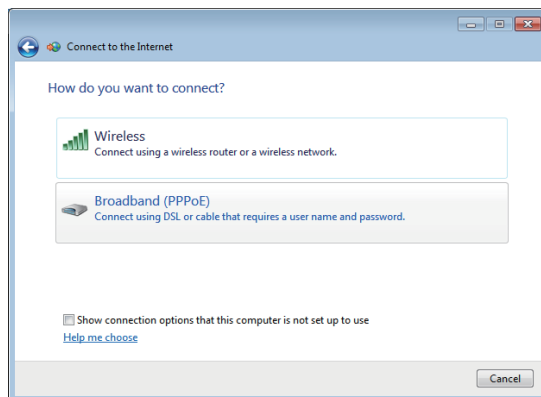 Connect to the Internet
How do you want to connect?
Wireless
Connect using a wireless router or a wireless network.
Broadband (PPPoE)
Connect using DSL or cable that requires a user name and password.
Show connection options that this computer is not set up to use
Help me choose
Cancel